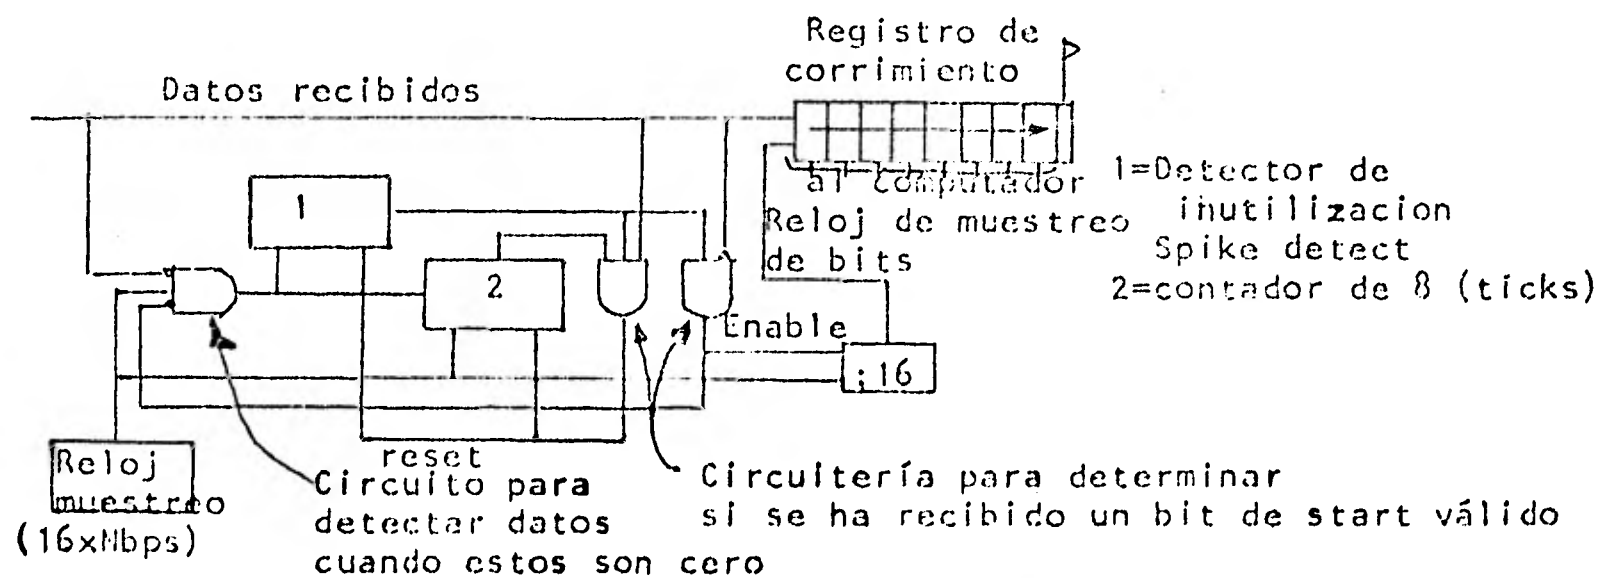 Registro de
corrimiento
Datos recibidos
al computador
Reloj de muestreo
de bits
1=Detector de
inutilizacion
Spike detect
2=contador de 8 (ticks)
1
2
Enable
:16
Reloj
muestreo
(16xNbps)
reset
Circuito para
detectar datos
cuando estos son cero
Circuitería para determinar
si se ha recibido un bit de start válido